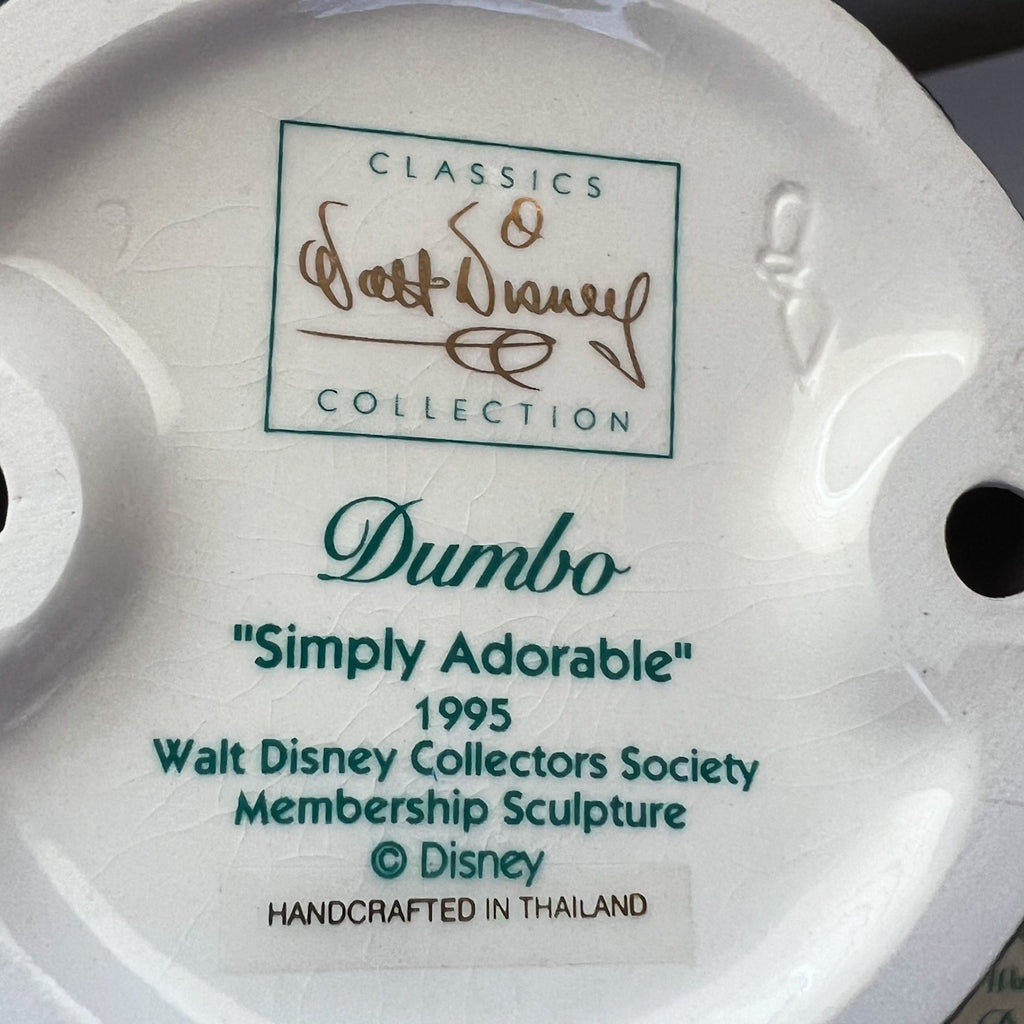 CLASSICS
Walt Disney
COLLECTION
Dumbo
"Simply Adorable"
1995
Walt Disney Collectors Society
Membership Sculpture
© Disney
HANDCRAFTED IN THAILAND